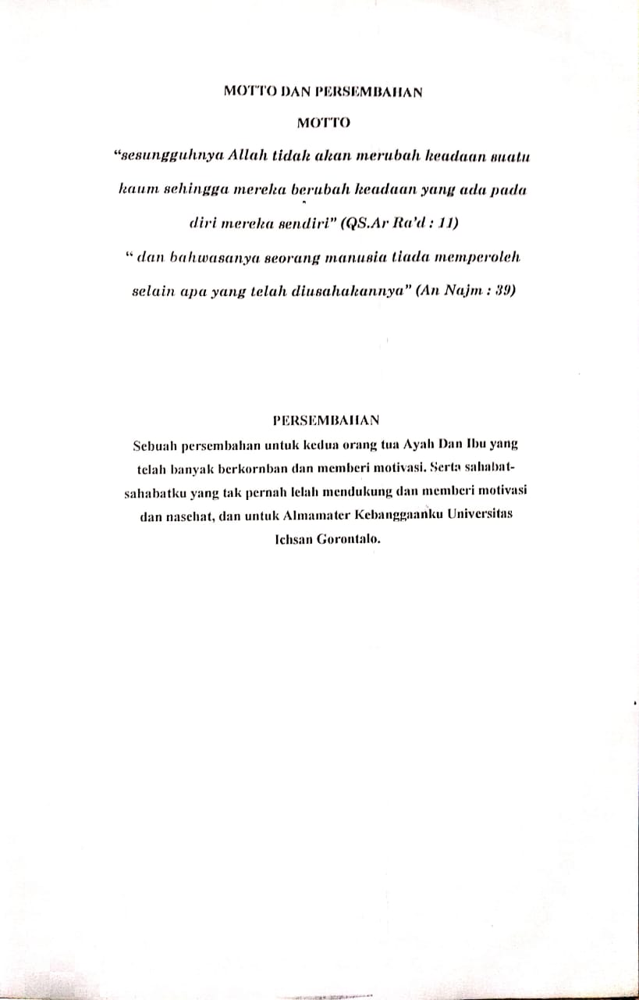 MOTTO DAN PERSEMBAHAN
MOTTO
“sesungguhnya Allah tidak akan merubah keadaan suatu
kaum sehingga mereka berubah keadaan yang ada pada
diri mereka sendiri” (QS.Ar Ra’d : 11)
“ dan bahwasanya seorang manusia tiada memperoleh
selain apa yang telah diusahakannya” (An Najm : 39)
PERSEMBAHAN
Sebuah persembahan untuk kedua orang tua Ayah Dan Ibu yang
telah banyak berkornban dan memberi motivasi. Serta sahabat-
sahabatku yang tak pernah lelah mendukung dan memberi motivasi
dan nasehat, dan untuk Almamater Kebanggaanku Universitas
Ichsan Gorontalo.